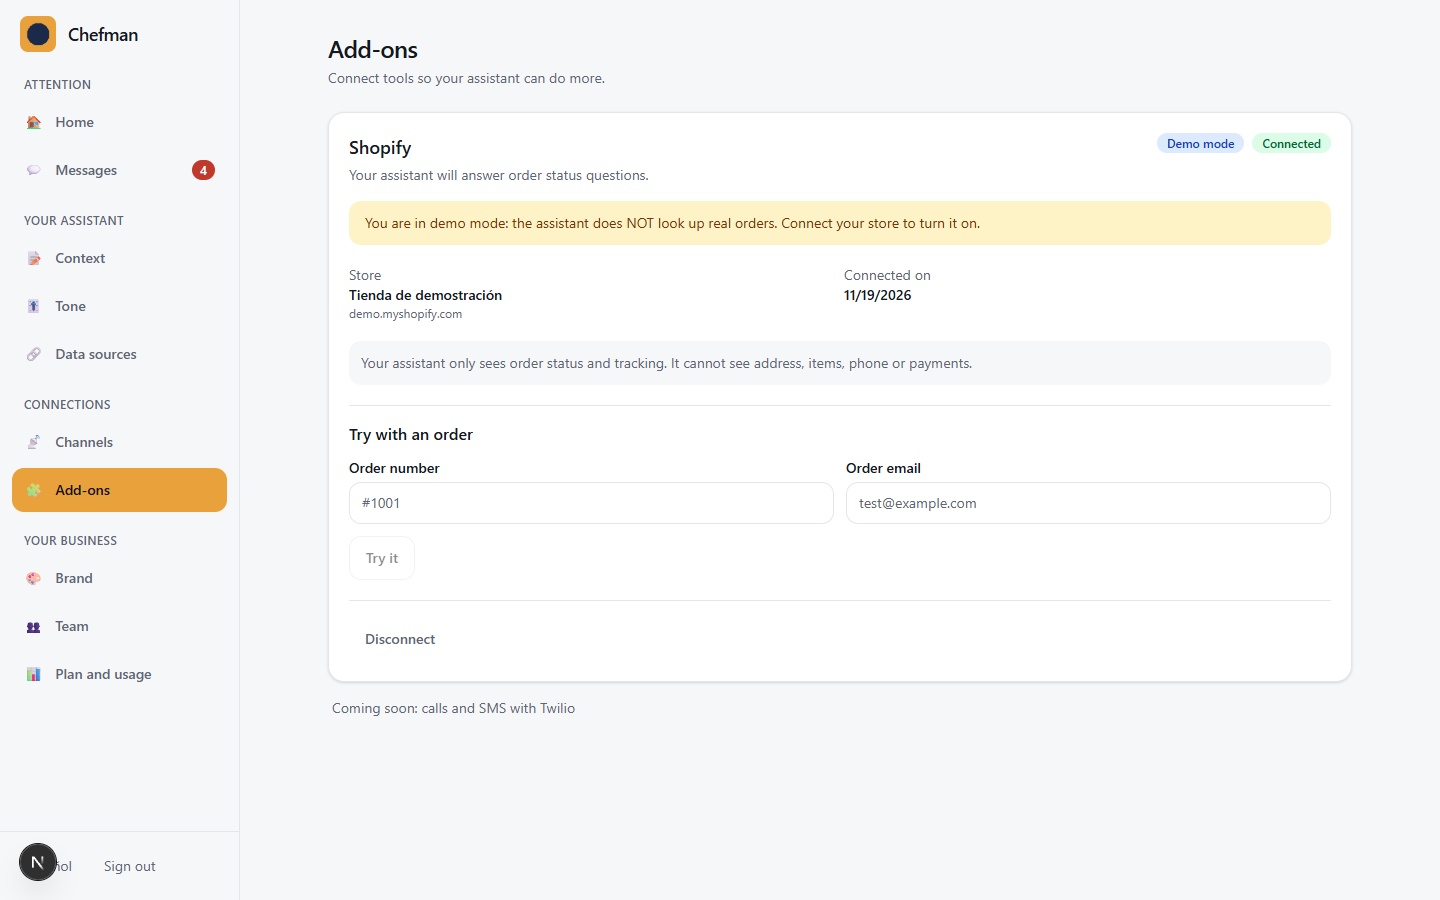 Chefman
ATTENTION
Home
Messages
4
YOUR ASSISTANT
Context
Tone
Data sources
CONNECTIONS
Channels
Add-ons
YOUR BUSINESS
Brand
Team
Plan and usage
N
Sign out
Add-ons
Connect tools so your assistant can do more.
Shopify
Demo mode
Connected
Your assistant will answer order status questions.
You are in demo mode: the assistant does NOT look up real orders. Connect your store to turn it on.
Store
Connected on
Tienda de demostración
11/19/2026
demo.myshopify.com
Your assistant only sees order status and tracking. It cannot see address, items, phone or payments.
Try with an order
Order number
Order email
#1001
test@example.com
Try it
Disconnect
Coming soon: calls and SMS with Twilio